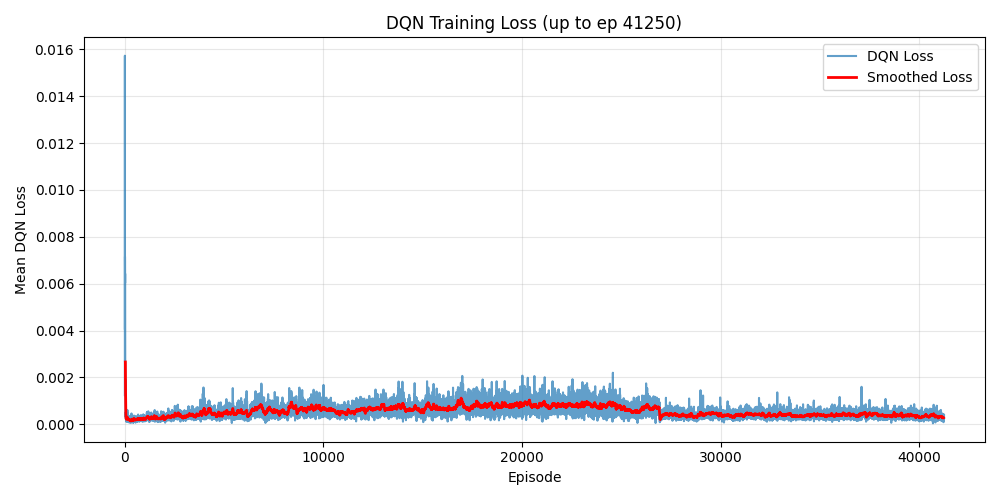 DQN Training Loss (up to ep 41250)
DQN Loss
Smoothed Loss
Mean DQN Loss
0.016
0.014
0.012
0.010
0.008
0.006
0.004
0.002
0.000
0 10000 20000 30000 40000
Episode